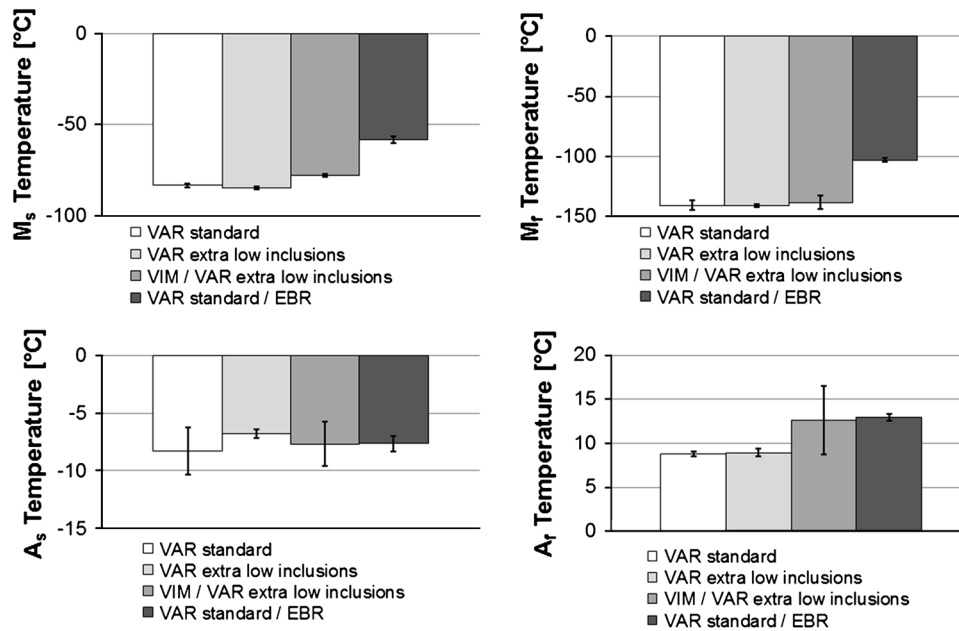 Mₛ Temperature [°C]
0
-50
-100
VAR standard
VAR extra low inclusions
VIM / VAR extra low inclusions
VAR standard / EBR
M_f Temperature [°C]
0
-50
-100
-150
VAR standard
VAR extra low inclusions
VIM / VAR extra low inclusions
VAR standard / EBR
Aₛ Temperature [°C]
0
-5
-10
-15
VAR standard
VAR extra low inclusions
VIM / VAR extra low inclusions
VAR standard / EBR
A_f Temperature [°C]
20
15
10
5
0
VAR standard
VAR extra low inclusions
VIM / VAR extra low inclusions
VAR standard / EBR